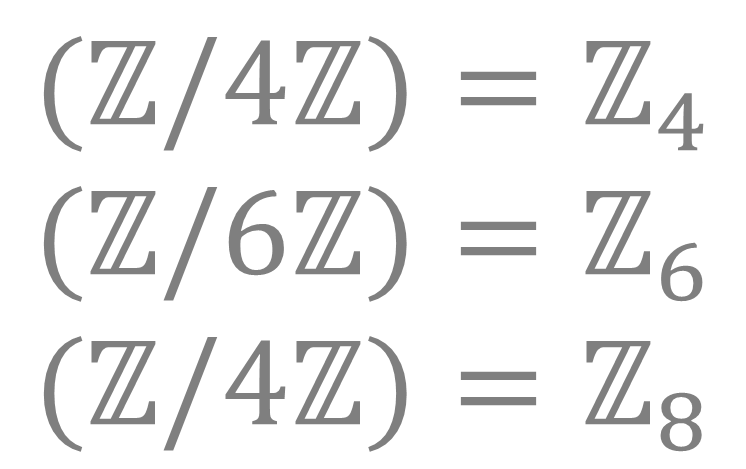 (ℤ/4ℤ) = ℤ₄
(ℤ/6ℤ) = ℤ₆
(ℤ/4ℤ) = ℤ₈